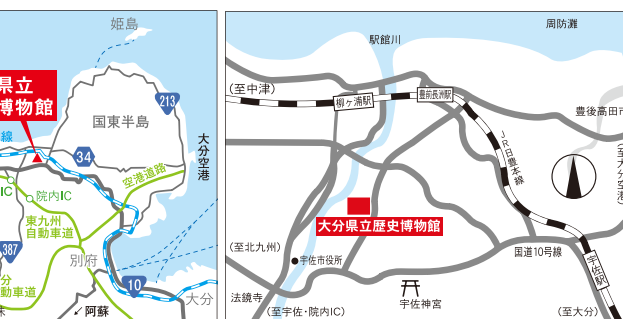 姫島
県立
博物館
213
国東半島
線
34
大分空港
空港道路
IC
院内IC
東九州
自動車道
387
別府
分
動車道
10
大分
阿蘇
周防灘
駅館川
(至中津)
柳ヶ浦駅
豊前長洲駅
豊後高田市
JR日豊本線
(至大分空港)
大分県立歴史博物館
(至北九州)
宇佐市役所
国道10号線
宇佐駅
法鏡寺
宇佐神宮
(至宇佐・院内IC)
(至大分)